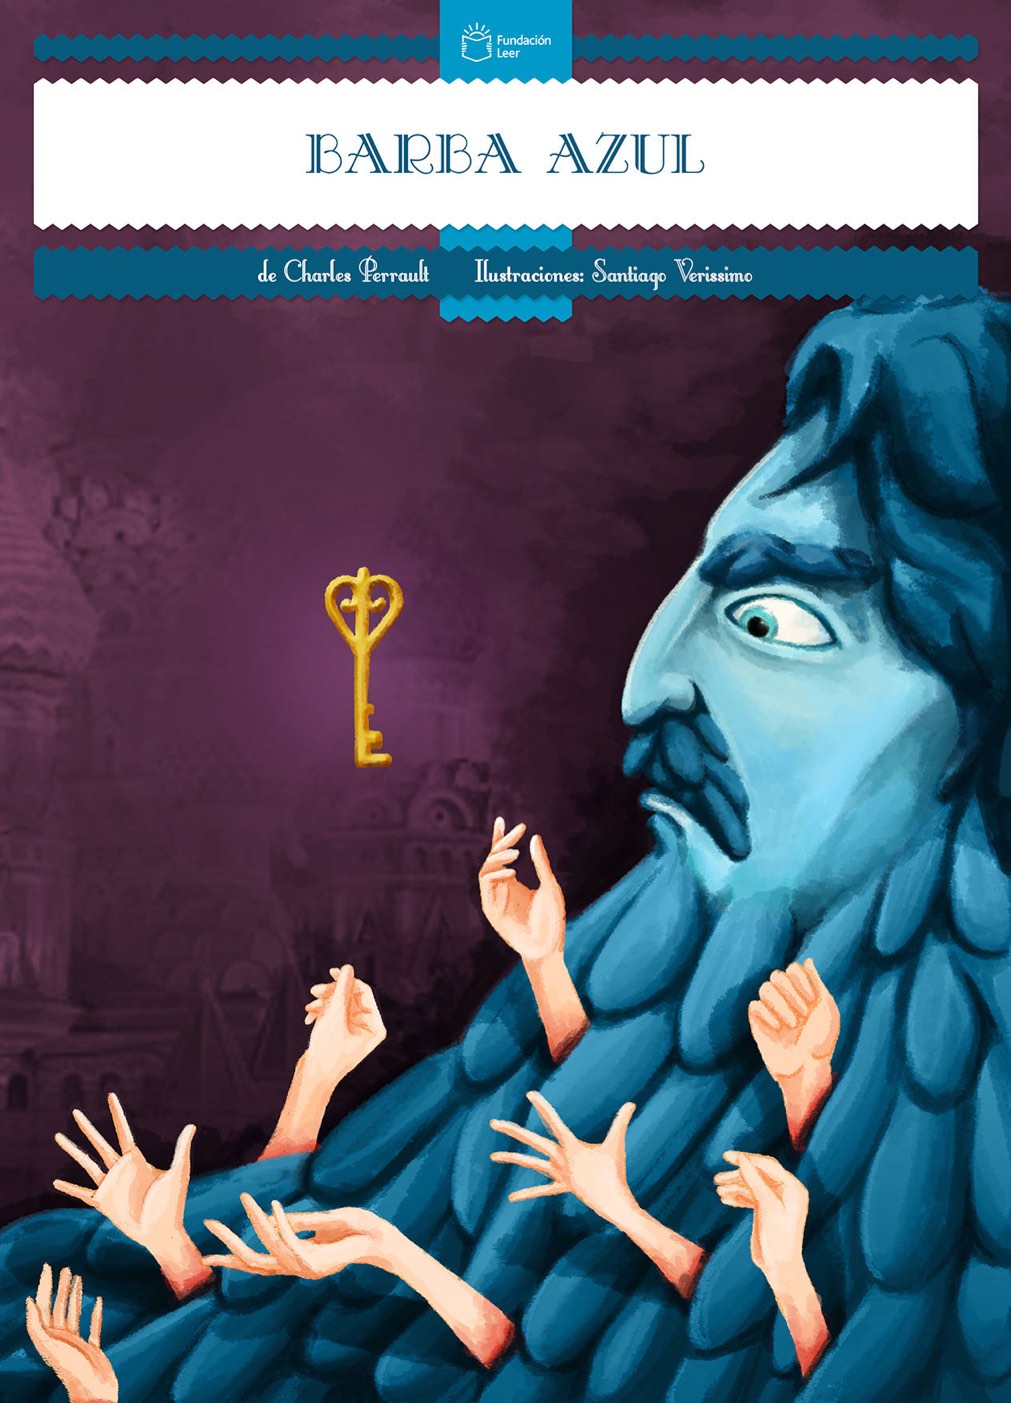 Fundación
Leer
BARBA AZUL
de Charles Perrault Ilustraciones: Santiago Verissimo